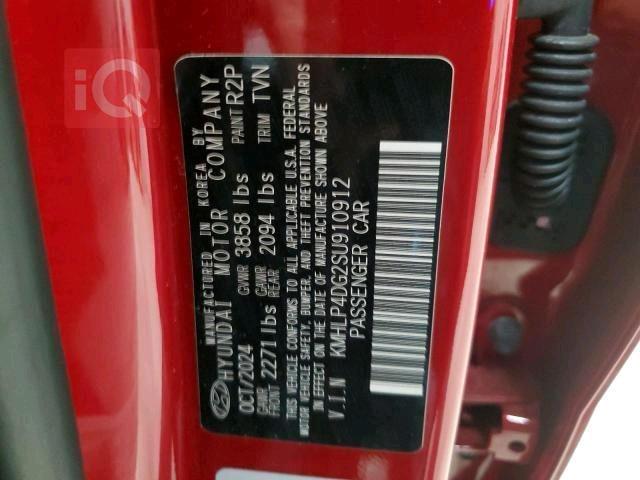 iQ
MANUFACTURED IN KOREA BY
HYUNDAI MOTOR COMPANY
OCT/2024 GVWR 3858 lbs PAINT R2P
GAWR FRONT 2271 lbs GAWR REAR 2094 lbs TRIM TVN
THIS VEHICLE CONFORMS TO ALL APPLICABLE U.S.A. FEDERAL
MOTOR VEHICLE SAFETY, BUMPER, AND THEFT PREVENTION STANDARDS
IN EFFECT ON THE DATE OF MANUFACTURE SHOWN ABOVE
V.I.N KMHLP4DG2SU910912
PASSENGER CAR